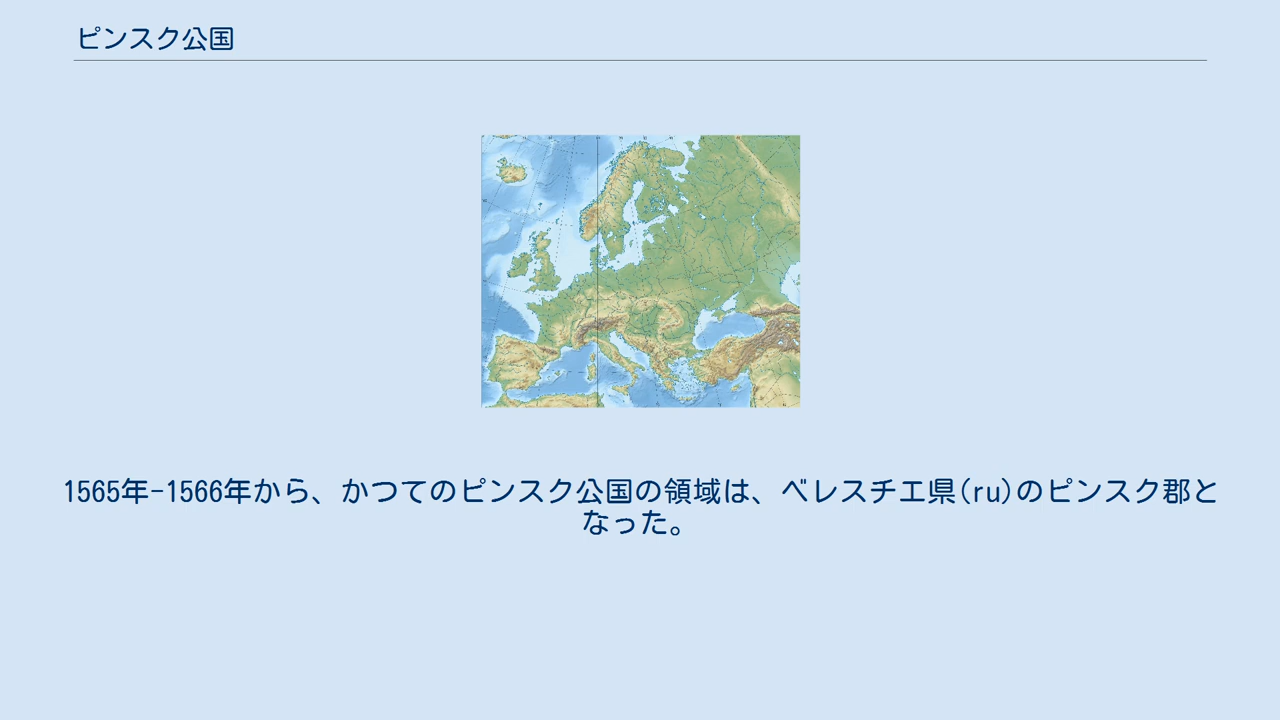 ピンスク公国
1565年-1566年から、かつてのピンスク公国の領域は、ベレスチエ県(ru)のピンスク郡と
なった。